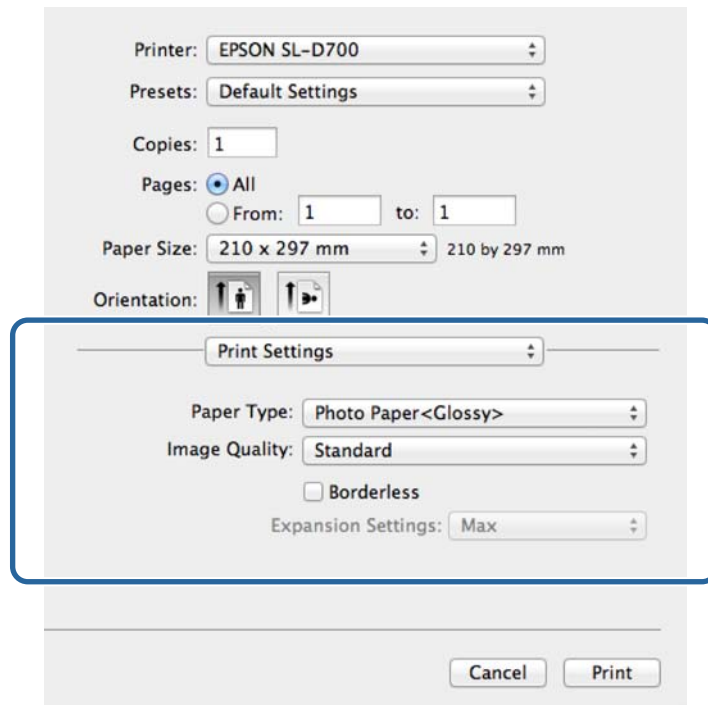 Printer: EPSON SL-D700
Presets: Default Settings
Copies: 1
Pages: All
From: 1 to: 1
Paper Size: 210 x 297 mm 210 by 297 mm
Orientation:
Print Settings
Paper Type: Photo Paper<Glossy>
Image Quality: Standard
Borderless
Expansion Settings: Max
Cancel Print